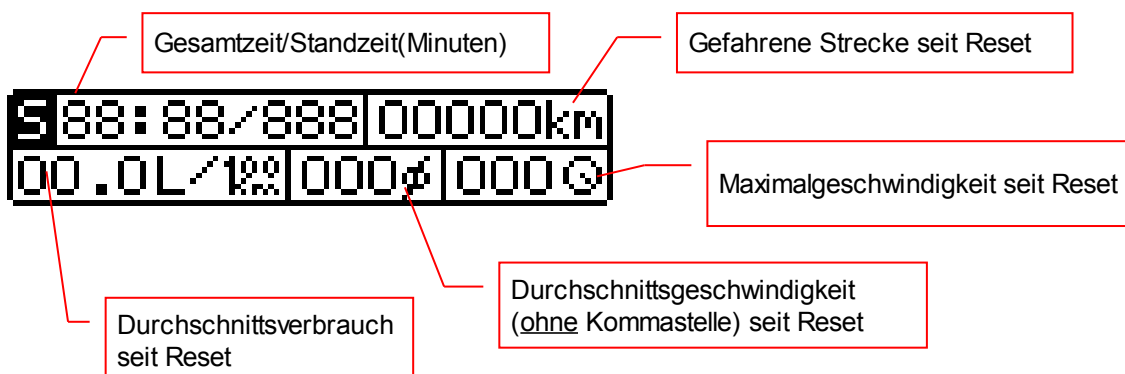 Gesamtzeit/Standzeit(Minuten)
Gefahrene Strecke seit Reset
S 88:88/888 00000km
00.0L/100km 000ø 000
Maximalgeschwindigkeit seit Reset
Durchschnittsgeschwindigkeit
(ohne Kommastelle) seit Reset
Durchschnittsverbrauch
seit Reset